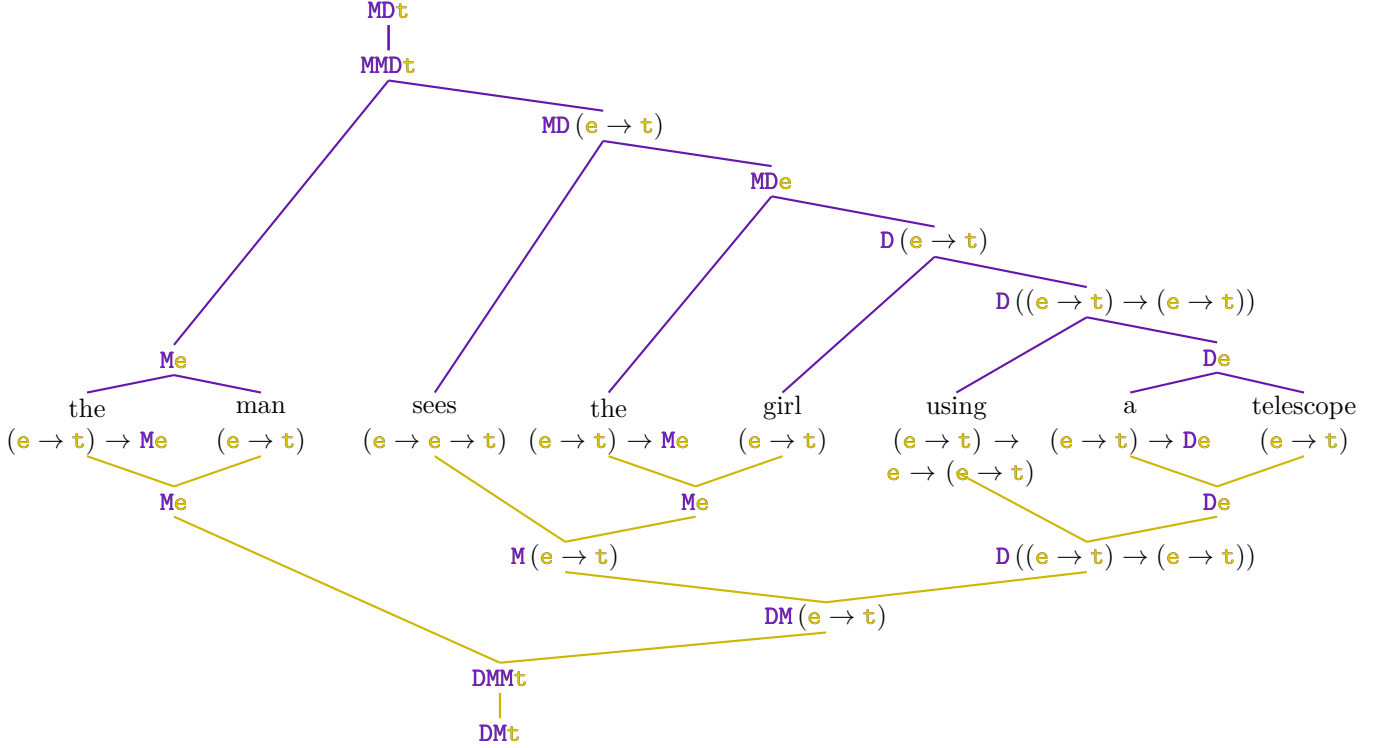 MDt
MMDt
MD (e → t)
MDe
D (e → t)
D ((e → t) → (e → t))
Me De
the man sees the girl using a telescope
(e → t) → Me (e → t) (e → e → t) (e → t) → Me (e → t) (e → t) → (e → t) → De (e → t)
e → (e → t)
Me Me De
M (e → t) D ((e → t) → (e → t))
DM (e → t)
DMMt
DMt